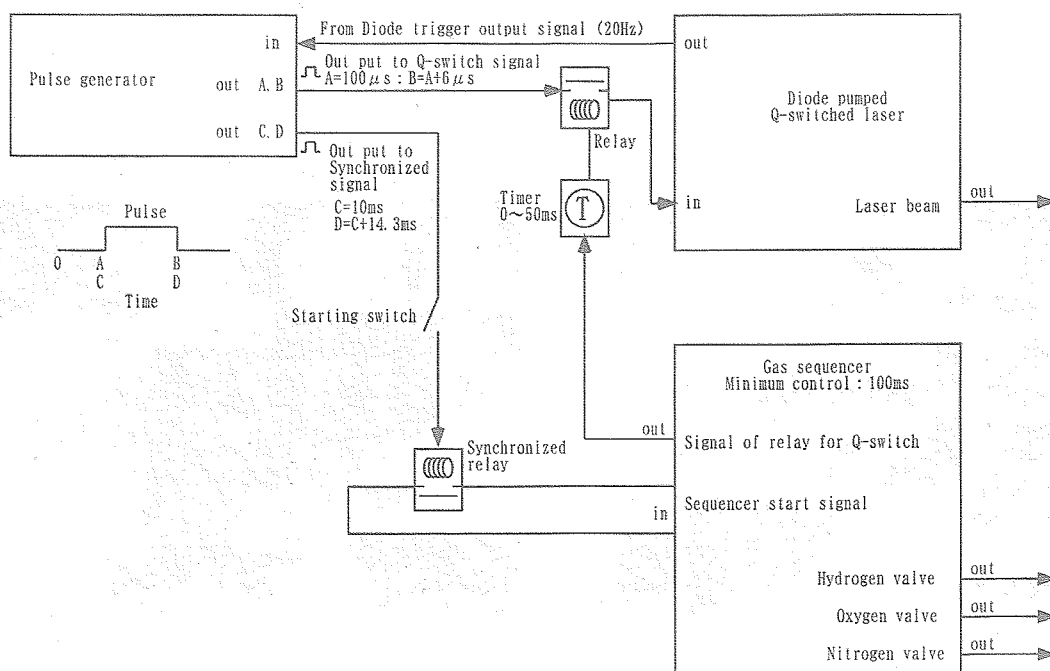 in
From Diode trigger output signal (20Hz)
out
Pulse generator
out A.B
Out put to Q-switch signal
A=100μs : B=A+6μs
Diode pumped
Q-switched laser
out C.D
Out put to
Synchronized
signal
C=10ms
D=C+14.3ms
Relay
Timer
0~50ms
T
in
Laser beam
out
Pulse
0
A
B
C
D
Time
Starting switch
Gas sequencer
Minimum control : 100ms
out
Signal of relay for Q-switch
Synchronized
relay
in
Sequencer start signal
Hydrogen valve
out
Oxygen valve
out
Nitrogen valve
out